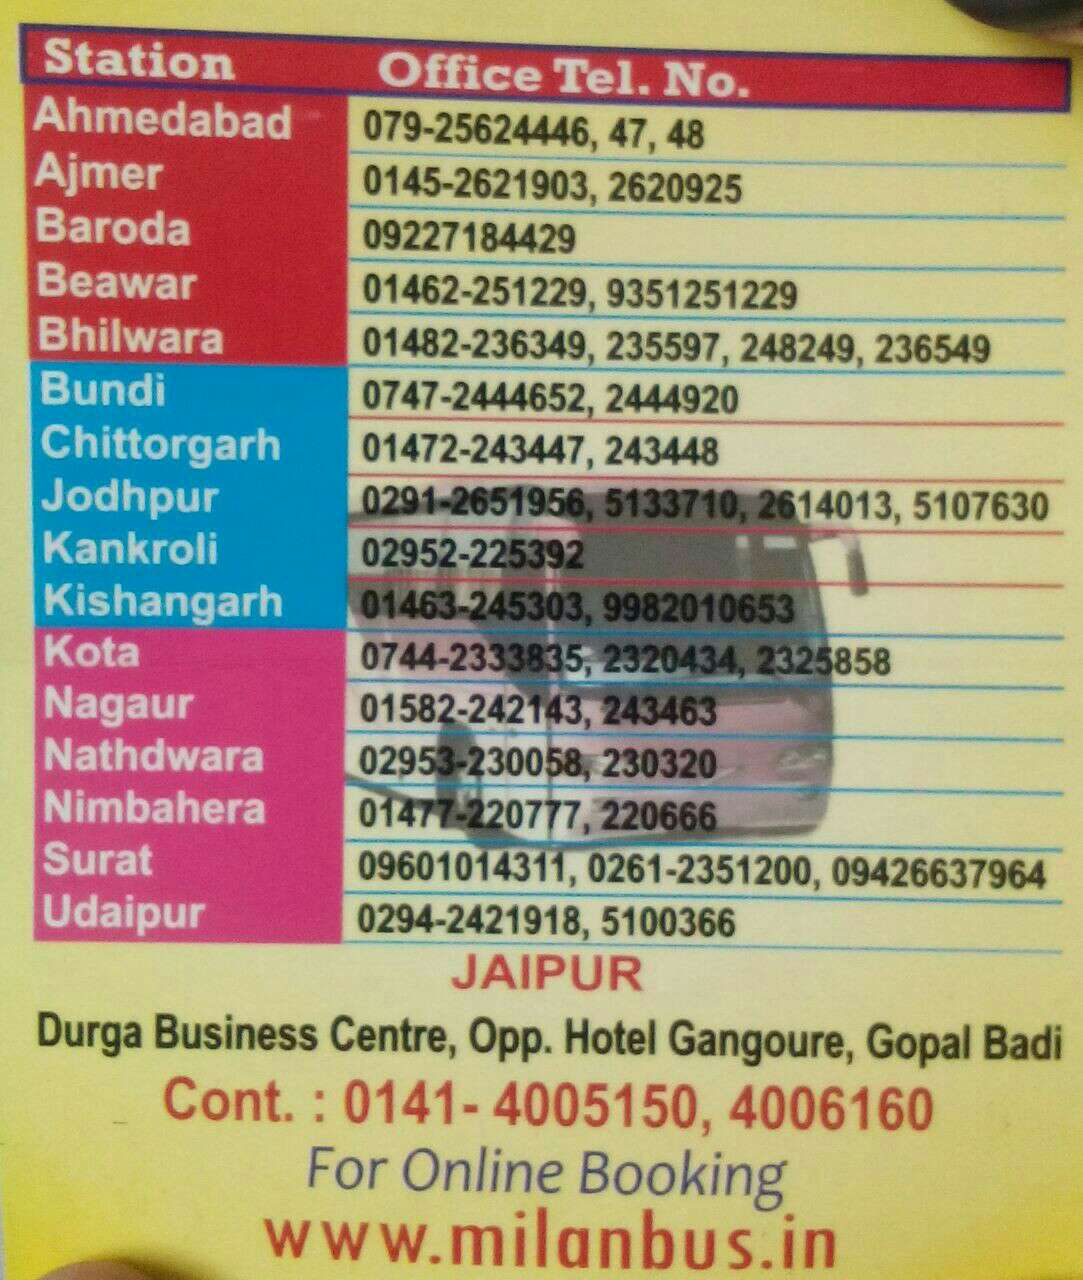 Station Office Tel. No.
Ahmedabad 079-25624446, 47, 48
Ajmer 0145-2621903, 2620925
Baroda 09227184429
Beawar 01462-251229, 9351251229
Bhilwara 01482-236349, 235597, 248249, 236549
Bundi 0747-2444652, 2444920
Chittorgarh 01472-243447, 243448
Jodhpur 0291-2651956, 5133710, 2614013, 5107630
Kankroli 02952-225392
Kishangarh 01463-245303, 9982010653
Kota 0744-2333835, 2320434, 2325858
Nagaur 01582-242143, 243463
Nathdwara 02953-230058, 230320
Nimbahera 01477-220777, 220666
Surat 09601014311, 0261-2351200, 09426637964
Udaipur 0294-2421918, 5100366
JAIPUR
Durga Business Centre, Opp. Hotel Gangoure, Gopal Badi
Cont. : 0141- 4005150, 4006160
For Online Booking
www.milanbus.in